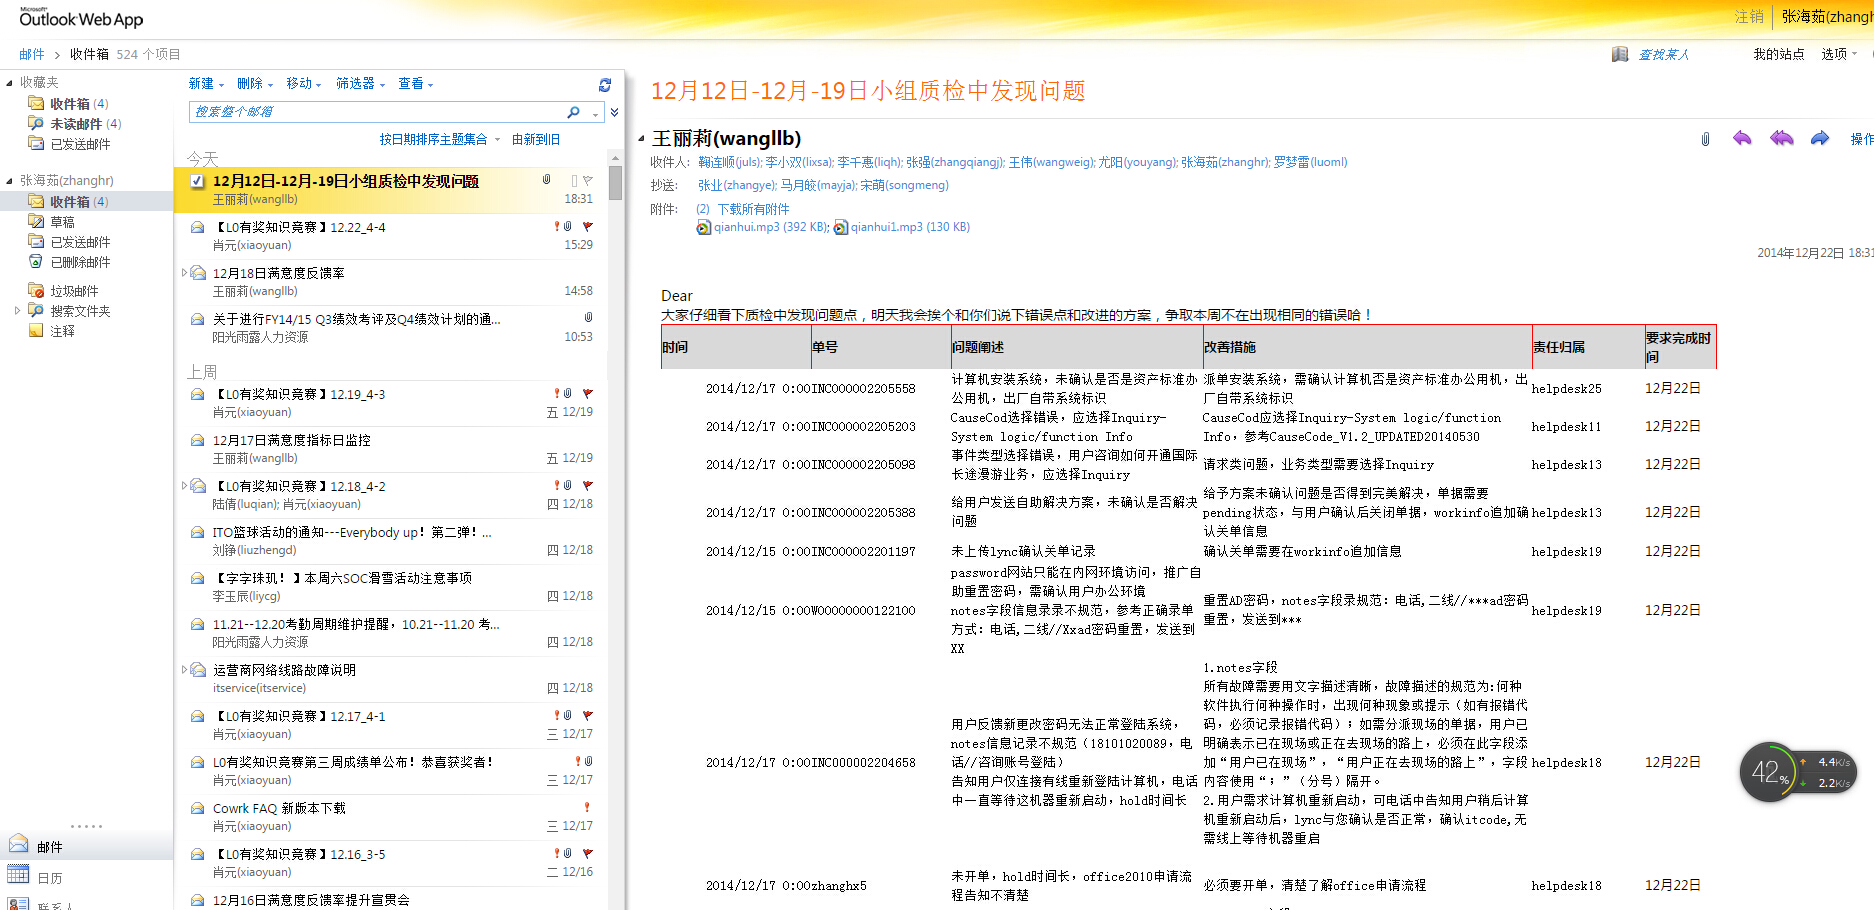 Microsoft®
Outlook Web App
注销 张海茹(zhangh
邮件 › 收件箱 524 个项目
查找某人 我的站点 选项
收藏夹
收件箱 (4)
未读邮件 (4)
已发送邮件
张海茹(zhanghr)
收件箱 (4)
草稿
已发送邮件
已删除邮件
垃圾邮件
搜索文件夹
注释
邮件
日历
联系人
新建 删除 移动 筛选器 查看
搜索整个邮箱
按日期排序主题集合 由新到旧
今天
12月12日-12月-19日小组质检中发现问题
王丽莉(wangllb) 18:31
【L0有奖知识竞赛】12.22_4-4
肖元(xiaoyuan) 15:29
12月18日满意度反馈率
王丽莉(wangllb) 14:58
关于进行FY14/15 Q3绩效考评及Q4绩效计划的通...
阳光雨露人力资源 10:53
上周
【L0有奖知识竞赛】12.19_4-3
肖元(xiaoyuan) 五 12/19
12月17日满意度指标日监控
王丽莉(wangllb) 五 12/19
【L0有奖知识竞赛】12.18_4-2
陆倩(luqian); 肖元(xiaoyuan) 四 12/18
ITO篮球活动的通知---Everybody up！第二弹！...
刘铮(liuzhengd) 四 12/18
【字字珠玑！】本周六SOC滑雪活动注意事项
李玉辰(liycg) 四 12/18
11.21--12.20考勤周期维护提醒，10.21--11.20 考...
阳光雨露人力资源 四 12/18
运营商网络线路故障说明
itservice(itservice) 四 12/18
【L0有奖知识竞赛】12.17_4-1
肖元(xiaoyuan) 三 12/17
L0有奖知识竞赛第三周成绩单公布！恭喜获奖者！
肖元(xiaoyuan) 三 12/17
Cowrk FAQ 新版本下载
肖元(xiaoyuan) 三 12/17
【L0有奖知识竞赛】12.16_3-5
肖元(xiaoyuan) 二 12/16
12月16日满意度反馈率提升宣贯会
12月12日-12月-19日小组质检中发现问题
王丽莉(wangllb)
操作
收件人: 鞠连顺(juls); 李小双(lixsa); 李千惠(liqh); 张强(zhangqiangj); 王伟(wangweig); 尤阳(youyang); 张海茹(zhanghr); 罗梦雷(luoml)
抄送: 张业(zhangye); 马月皎(mayja); 宋萌(songmeng)
附件: (2) 下载所有附件
qianhui.mp3 (392 KB); qianhui1.mp3 (130 KB)
2014年12月22日 18:31
Dear
大家仔细看下质检中发现问题点，明天我会挨个和你们说下错误点和改进的方案，争取本周不在出现相同的错误哈！
时间 单号 问题阐述 改善措施 责任归属 要求完成时
间
计算机安装系统，未确认是否是资产标准办 派单安装系统，需确认计算机否是资产标准办公用机，出
2014/12/17 0:00 INC000002205558 helpdesk25 12月22日
公用机，出厂自带系统标识 厂自带系统标识
CauseCod选择错误，应选择Inquiry- CauseCod应选择Inquiry-System logic/function
2014/12/17 0:00 INC000002205203 helpdesk11 12月22日
System logic/function Info Info，参考CauseCode_V1.2_UPDATED20140530
事件类型选择错误，用户咨询如何开通国际
2014/12/17 0:00 INC000002205098 请求类问题，业务类型需要选择Inquiry helpdesk13 12月22日
长途漫游业务，应选择Inquiry
给予方案未确认问题是否得到完美解决，单据需要
给用户发送自助解决方案，未确认是否解决
2014/12/17 0:00 INC000002205388 pending状态，与用户确认后关闭单据，workinfo追加确 helpdesk13 12月22日
问题
认关单信息
2014/12/15 0:00 INC000002201197 未上传lync确认关单记录 确认关单需要在workinfo追加信息 helpdesk19 12月22日
password网站只能在内网环境访问，推广自
助重置密码，需确认用户办公环境
重置AD密码，notes字段录规范：电话,二线//***ad密码
2014/12/15 0:00 WO0000000122100 notes字段信息录录不规范，参考正确录单 helpdesk19 12月22日
重置，发送到***
方式：电话,二线//Xxad密码重置，发送到
XX
1.notes字段
所有故障需要用文字描述清晰，故障描述的规范为:何种
软件执行何种操作时，出现何种现象或提示（如有报错代
用户反馈新更改密码无法正常登陆系统， 码，必须记录报错代码）；如需分派现场的单据，用户已
notes信息记录不规范（18101020089，电 明确表示已在现场或正在去现场的路上，必须在此字段添
2014/12/17 0:00 INC000002204658 话//咨询账号登陆） 加“用户已在现场”，“用户正在去现场的路上”，字段 helpdesk18 12月22日
告知用户仅连接有线重新登陆计算机，电话 内容使用“；”（分号）隔开。
中一直等待这机器重新启动，hold时间长 2.用户需求计算机重新启动，可电话中告知用户稍后计算
机重新启动后，lync与您确认是否正常，确认itcode,无
需线上等待机器重启
未开单，hold时间长，office2010申请流
2014/12/17 0:00 zhanghx5 必须要开单，清楚了解office申请流程 helpdesk18 12月22日
程告知不清楚
42% 4.4K/s
2.2K/s